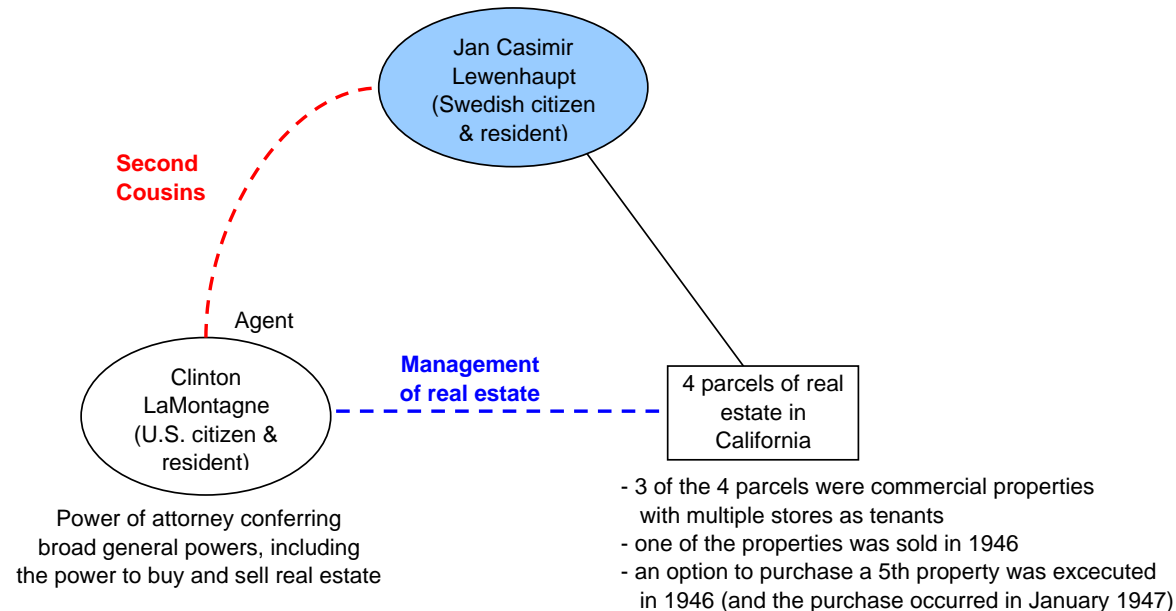 Jan Casimir
Lewenhaupt
(Swedish citizen
& resident)
Second
Cousins
Agent
Clinton
LaMontagne
(U.S. citizen &
resident)
Management
of real estate
4 parcels of real
estate in
California
Power of attorney conferring
broad general powers, including
the power to buy and sell real estate
- 3 of the 4 parcels were commercial properties
with multiple stores as tenants
- one of the properties was sold in 1946
- an option to purchase a 5th property was excecuted
in 1946 (and the purchase occurred in January 1947)